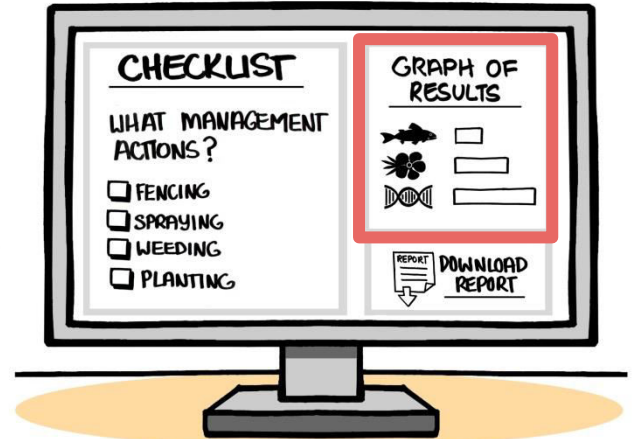 CHECKLIST
WHAT MANAGEMENT
ACTIONS?
FENCING
SPRAYING
WEEDING
PLANTING
GRAPH OF
RESULTS
REPORT
DOWNLOAD
REPORT